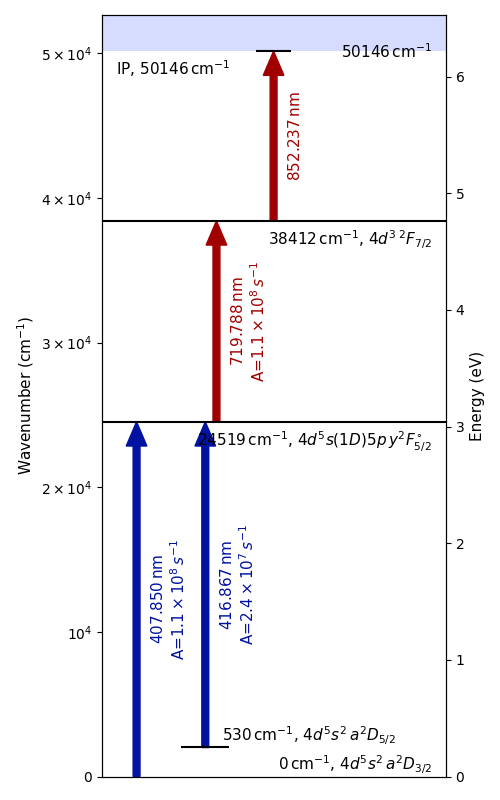 50146 cm⁻¹
IP, 50146 cm⁻¹
852.237 nm
38412 cm⁻¹, 4d³ ²F₇/₂
719.788 nm
A=1.1 × 10⁸ s⁻¹
24519 cm⁻¹, 4d⁵s(1D)5p y²F°₅/₂
407.850 nm
A=1.1 × 10⁸ s⁻¹
416.867 nm
A=2.4 × 10⁷ s⁻¹
530 cm⁻¹, 4d⁵s² a²D₅/₂
0 cm⁻¹, 4d⁵s² a²D₃/₂
Wavenumber (cm⁻¹)
5 × 10⁴
4 × 10⁴
3 × 10⁴
2 × 10⁴
10⁴
0
Energy (eV)
6
5
4
3
2
1
0